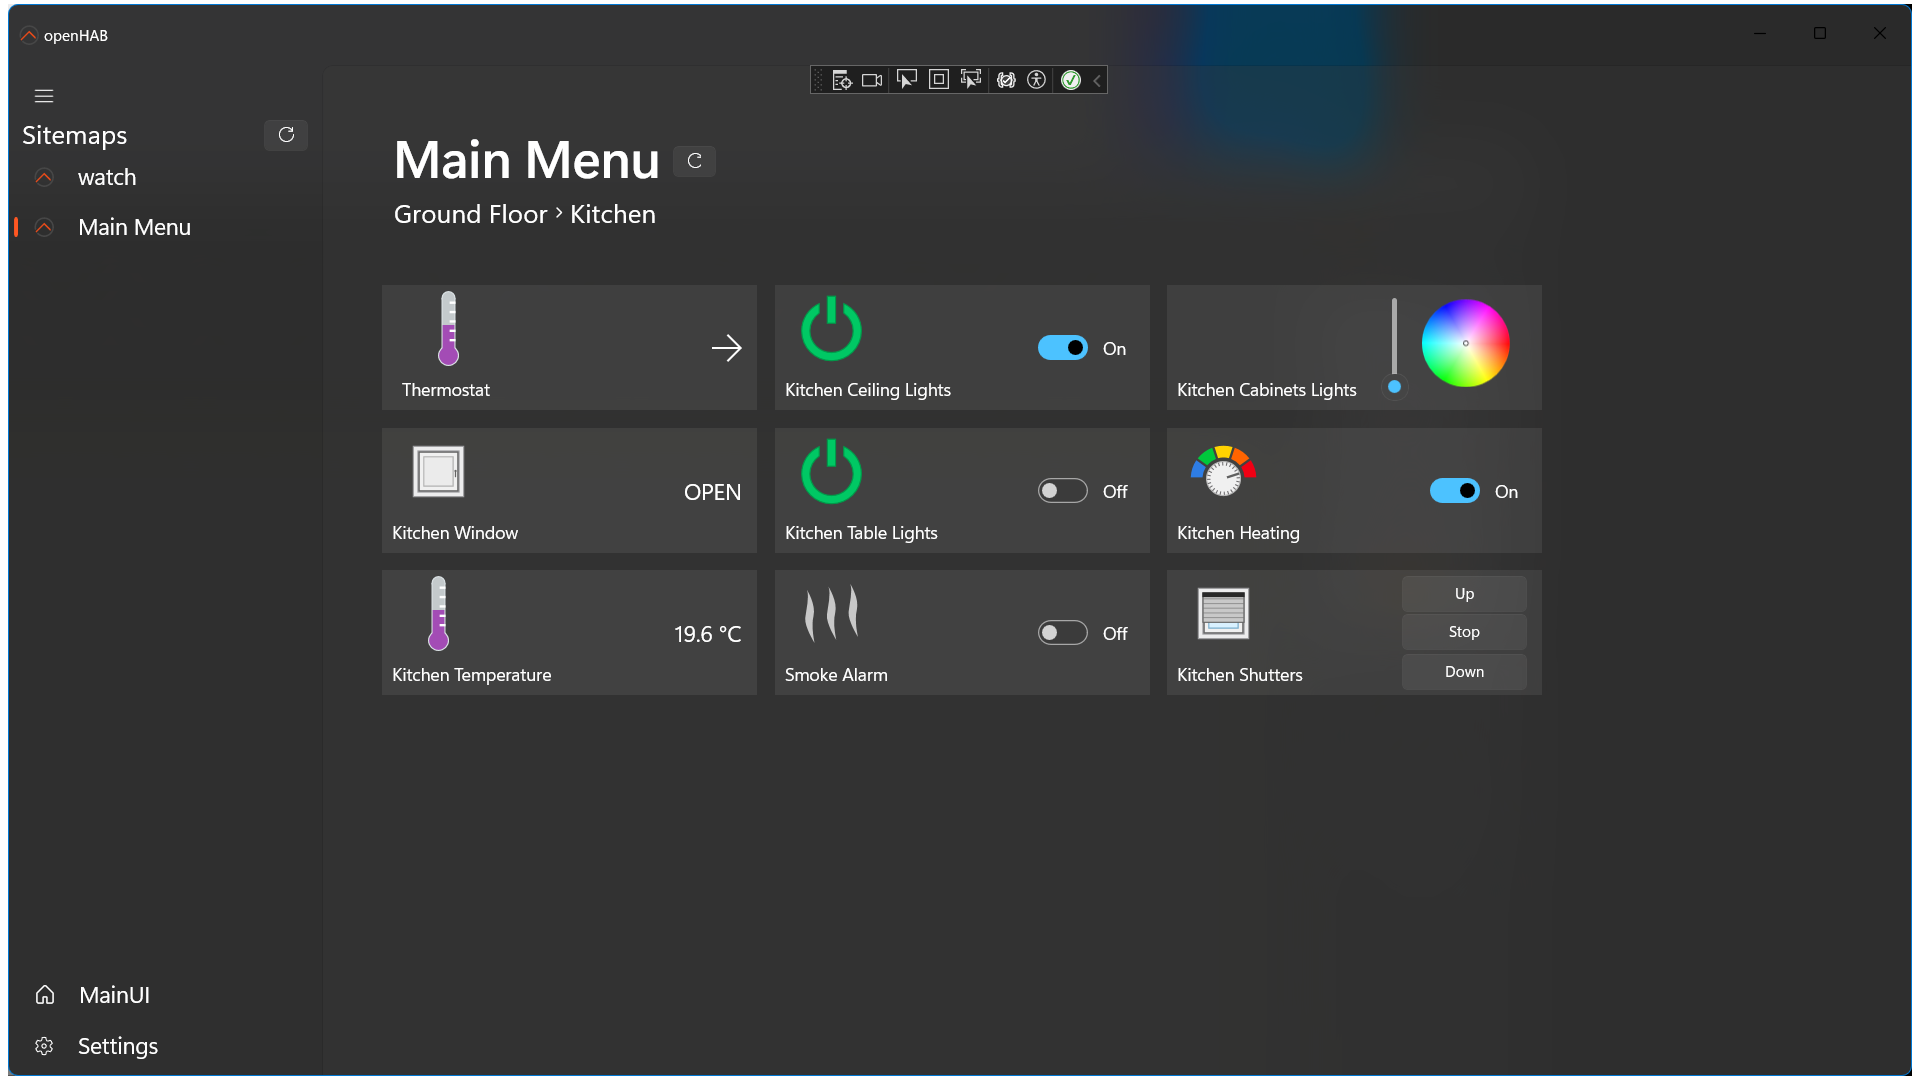 openHAB
Sitemaps
watch
Main Menu
Main Menu
Ground Floor › Kitchen
Thermostat
Kitchen Ceiling Lights
On
Kitchen Cabinets Lights
Kitchen Window
OPEN
Kitchen Table Lights
Off
Kitchen Heating
On
Kitchen Temperature
19.6 °C
Smoke Alarm
Off
Kitchen Shutters
Up
Stop
Down
MainUI
Settings